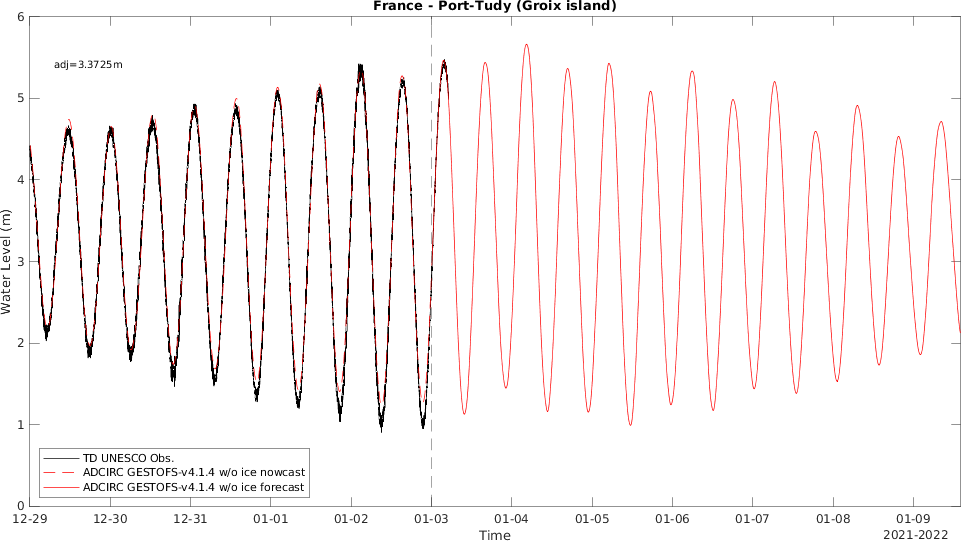 France - Port-Tudy (Groix island)
adj=3.3725m
6
5
4
3
2
1
0
Water Level (m)
TD UNESCO Obs.
ADCIRC GESTOFS-v4.1.4 w/o ice nowcast
ADCIRC GESTOFS-v4.1.4 w/o ice forecast
12-29 12-30 12-31 01-01 01-02 01-03 01-04 01-05 01-06 01-07 01-08 01-09
Time
2021-2022